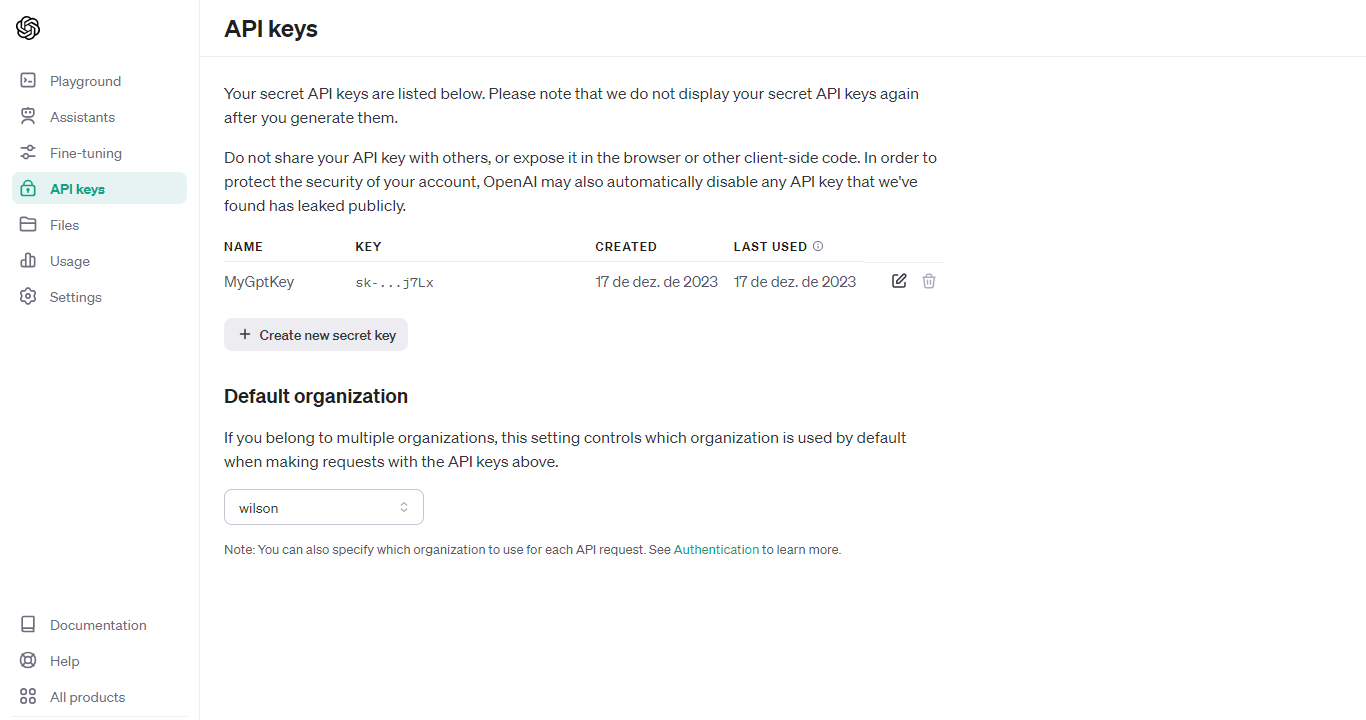 API keys
Playground
Assistants
Fine-tuning
API keys
Files
Usage
Settings
Your secret API keys are listed below. Please note that we do not display your secret API keys again
after you generate them.
Do not share your API key with others, or expose it in the browser or other client-side code. In order to
protect the security of your account, OpenAI may also automatically disable any API key that we've
found has leaked publicly.
NAME KEY CREATED LAST USED
MyGptKey sk-...j7Lx 17 de dez. de 2023 17 de dez. de 2023
+ Create new secret key
Default organization
If you belong to multiple organizations, this setting controls which organization is used by default
when making requests with the API keys above.
wilson
Note: You can also specify which organization to use for each API request. See Authentication to learn more.
Documentation
Help
All products